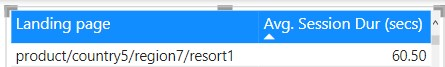 Landing page Avg. Session Dur (secs)
product/country5/region7/resort1 60.50